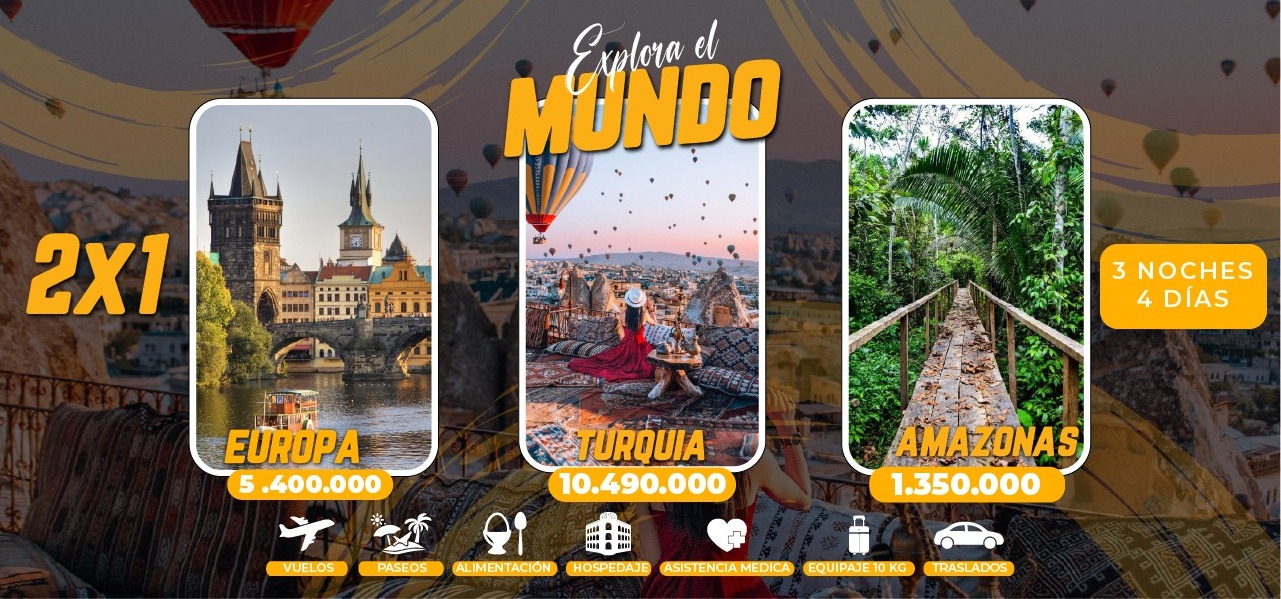 Explora el
MUNDO
2x1
3 NOCHES
4 DÍAS
EUROPA
5 .400.000
TURQUIA
10.490.000
AMAZONAS
1.350.000
VUELOS
PASEOS
ALIMENTACIÓN
HOSPEDAJE
ASISTENCIA MEDICA
EQUIPAJE 10 KG
TRASLADOS